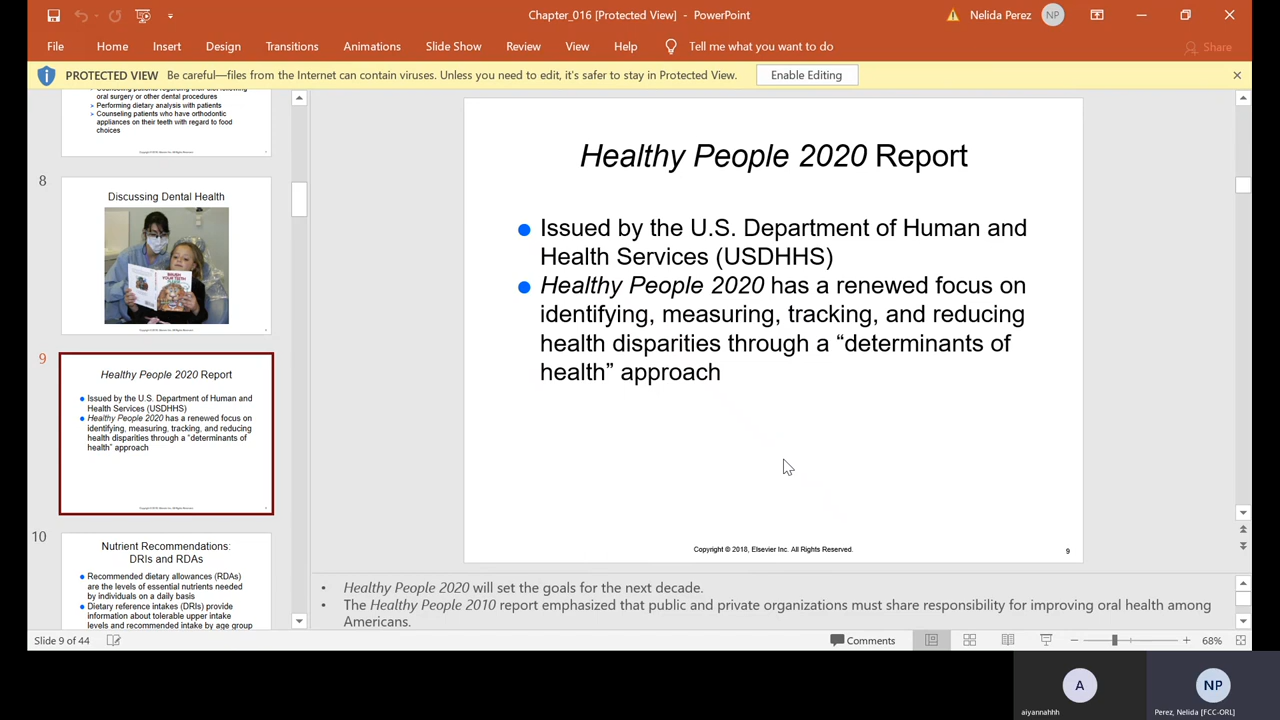 Chapter_016 [Protected View] - PowerPoint
Nelida Perez
NP
File
Home
Insert
Design
Transitions
Animations
Slide Show
Review
View
Help
Tell me what you want to do
Share
PROTECTED VIEW Be careful—files from the Internet can contain viruses. Unless you need to edit, it's safer to stay in Protected View.
Enable Editing
oral surgery or other dental procedures
Performing dietary analysis with patients
Counseling patients who have orthodontic
appliances on their teeth with regard to food
choices
8
Discussing Dental Health
9
Healthy People 2020 Report
Issued by the U.S. Department of Human and
Health Services (USDHHS)
Healthy People 2020 has a renewed focus on
identifying, measuring, tracking, and reducing
health disparities through a “determinants of
health” approach
10
Nutrient Recommendations:
DRIs and RDAs
Recommended dietary allowances (RDAs)
are the levels of essential nutrients needed
by individuals on a daily basis
Dietary reference intakes (DRIs) provide
information about tolerable upper intake
levels and recommended intake by age group
Healthy People 2020 Report
Issued by the U.S. Department of Human and
Health Services (USDHHS)
Healthy People 2020 has a renewed focus on
identifying, measuring, tracking, and reducing
health disparities through a “determinants of
health” approach
Copyright © 2018, Elsevier Inc. All Rights Reserved.
9
• Healthy People 2020 will set the goals for the next decade.
• The Healthy People 2010 report emphasized that public and private organizations must share responsibility for improving oral health among
Americans.
Slide 9 of 44
Comments
68%
A
aiyannahhh
NP
Perez, Nelida [FCC-ORL]